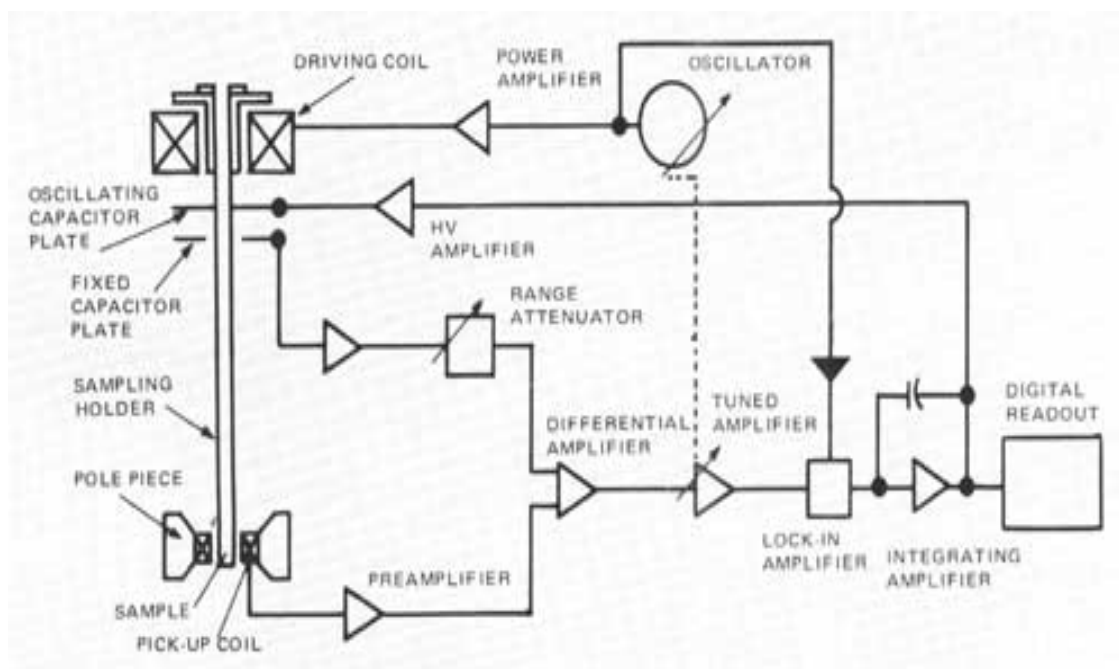 DRIVING COIL
POWER
AMPLIFIER
OSCILLATOR
OSCILLATING
CAPACITOR
PLATE
HV
AMPLIFIER
FIXED
CAPACITOR
PLATE
RANGE
ATTENUATOR
SAMPLING
HOLDER
DIFFERENTIAL
AMPLIFIER
TUNED
AMPLIFIER
DIGITAL
READOUT
POLE PIECE
LOCK-IN
AMPLIFIER
INTEGRATING
AMPLIFIER
PREAMPLIFIER
SAMPLE
PICK-UP COIL